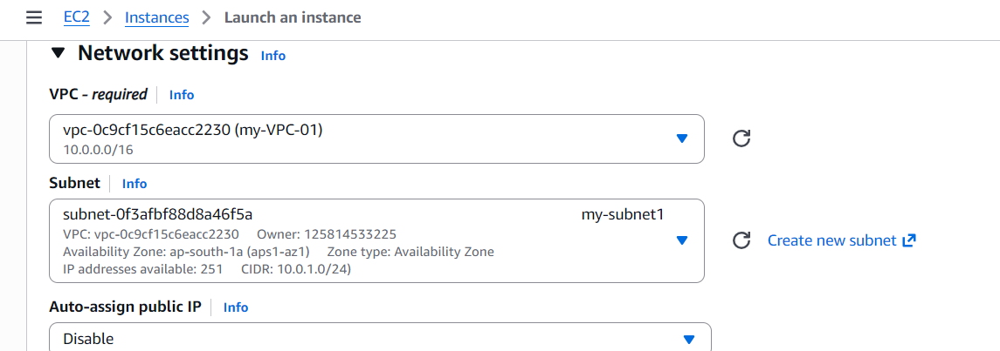 EC2 > Instances > Launch an instance
Network settings Info
VPC - required Info
vpc-0c9cf15c6eacc2230 (my-VPC-01)
10.0.0.0/16
Subnet Info
subnet-0f3afbf88d8a46f5a my-subnet1
VPC: vpc-0c9cf15c6eacc2230 Owner: 125814533225
Availability Zone: ap-south-1a (aps1-az1) Zone type: Availability Zone
IP addresses available: 251 CIDR: 10.0.1.0/24)
Create new subnet
Auto-assign public IP Info
Disable